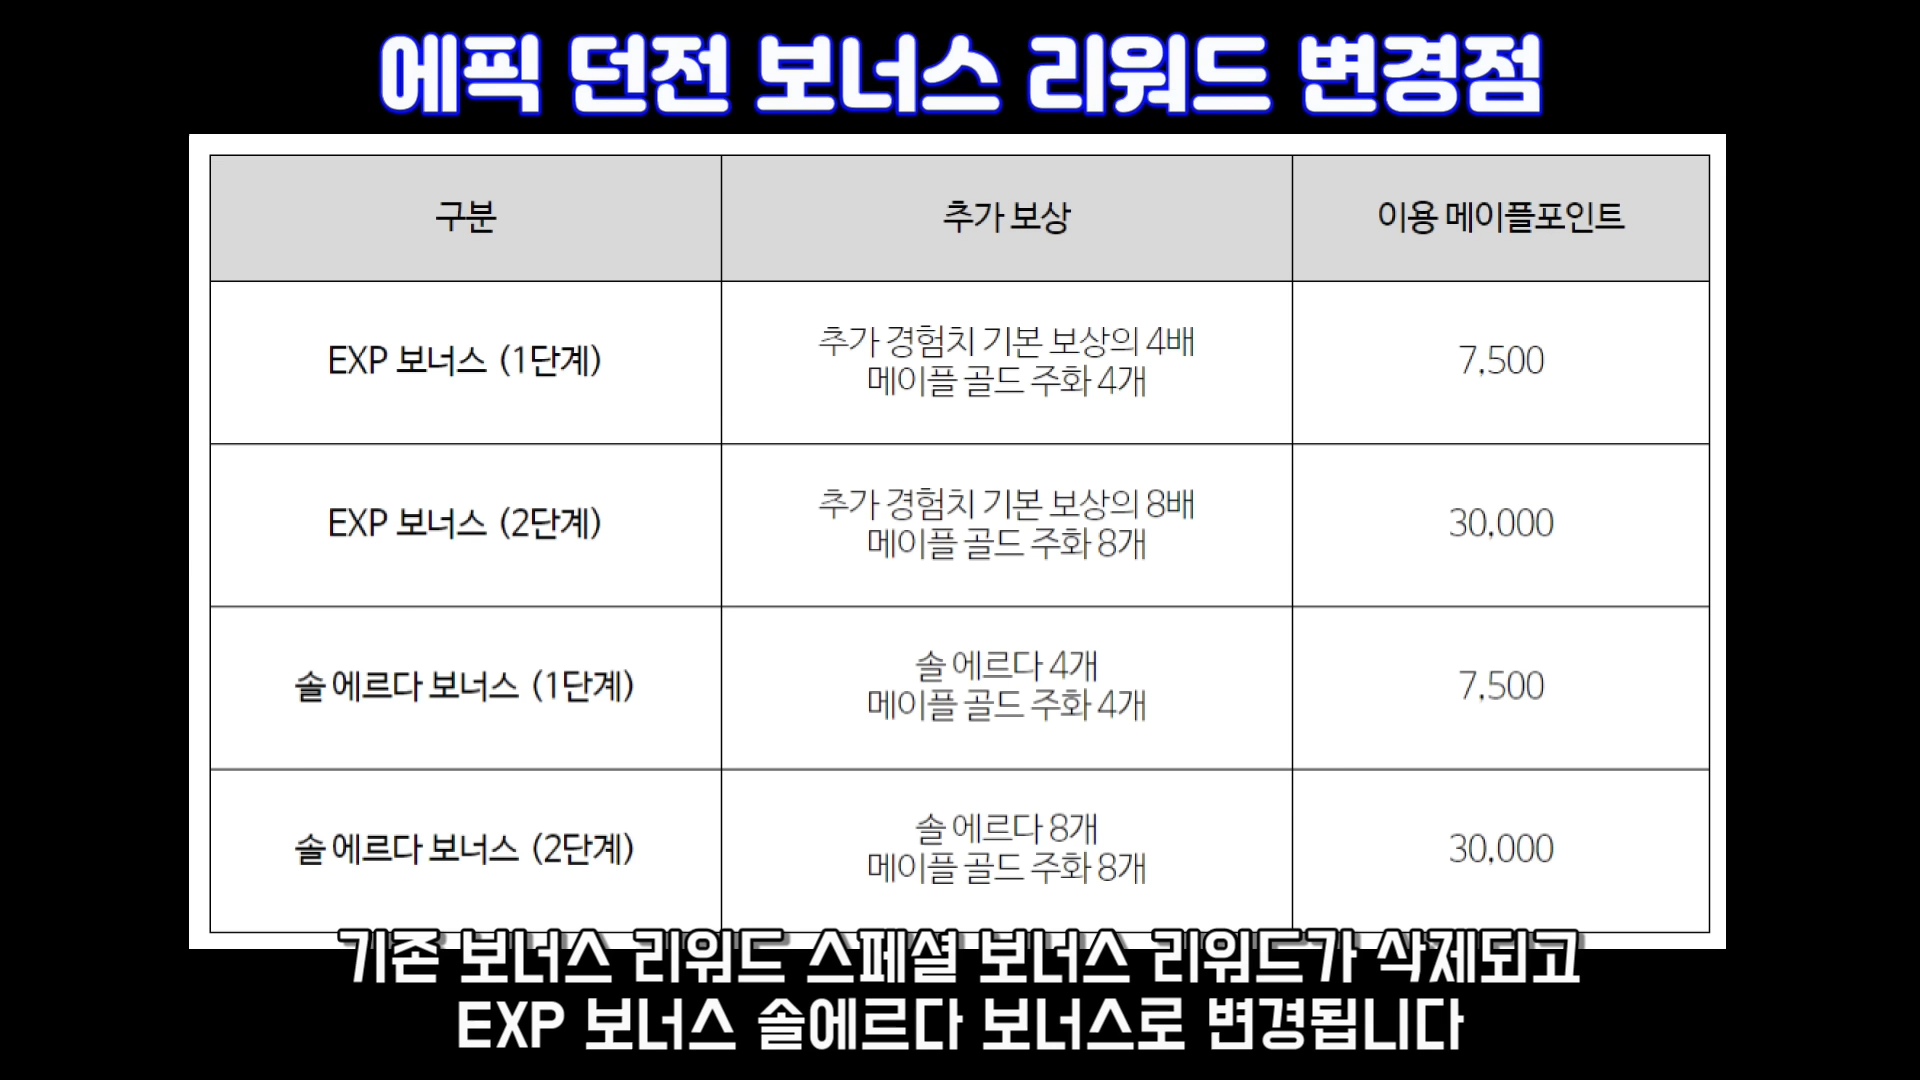 에픽 던전 보너스 리워드 변경점
구분
추가 보상
이용 메이플포인트
EXP 보너스 (1단계)
추가 경험치 기본 보상의 4배
메이플 골드 주화 4개
7,500
EXP 보너스 (2단계)
추가 경험치 기본 보상의 8배
메이플 골드 주화 8개
30,000
솔 에르다 보너스 (1단계)
솔 에르다 4개
메이플 골드 주화 4개
7,500
솔 에르다 보너스 (2단계)
솔 에르다 8개
메이플 골드 주화 8개
30,000
기존 보너스 리워드 스페셜 보너스 리워드가 삭제되고
EXP 보너스 솔에르다 보너스로 변경됩니다